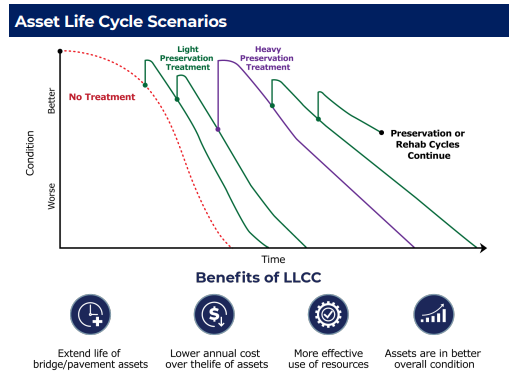 Asset Life Cycle Scenarios
Light
Preservation
Treatment
Heavy
Preservation
Treatment
No Treatment
Better
Condition
Worse
Preservation or
Rehab Cycles
Continue
Time
Benefits of LLCC
$
Extend life of
bridge/pavement assets
Lower annual cost
over thelife of assets
More effective
use of resources
Assets are in better
overall condition